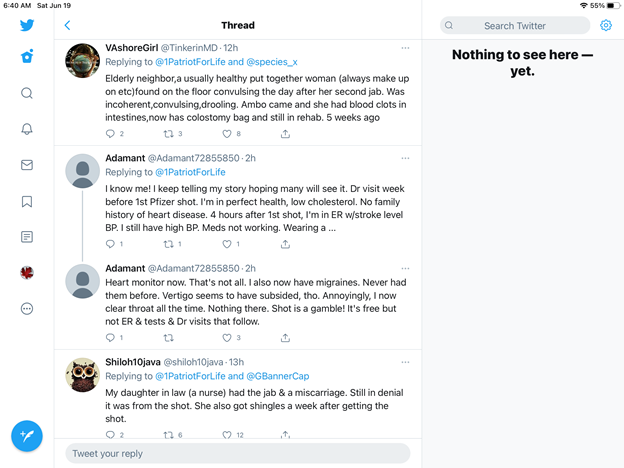 6:40 AM Sat Jun 19
55%
Thread
Search Twitter
Nothing to see here —
yet.
VAshoreGirl @TinkerinMD · 12h
Replying to @1PatriotForLife and @species_x
Elderly neighbor,a usually healthy put together woman (always make up
on etc)found on the floor convulsing the day after her second jab. Was
incoherent,convulsing,drooling. Ambo came and she had blood clots in
intestines,now has colostomy bag and still in rehab. 5 weeks ago
2 3 8
Adamant @Adamant72855850 · 2h
Replying to @1PatriotForLife
I know me! I keep telling my story hoping many will see it. Dr visit week
before 1st Pfizer shot. I'm in perfect health, low cholesterol. No family
history of heart disease. 4 hours after 1st shot, I'm in ER w/stroke level
BP. I still have high BP. Meds not working. Wearing a ...
1 1 1
Adamant @Adamant72855850 · 2h
Heart monitor now. That's not all. I also now have migraines. Never had
them before. Vertigo seems to have subsided, tho. Annoyingly, I now
clear throat all the time. Nothing there. Shot is a gamble! It's free but
not ER & tests & Dr visits that follow.
1 3
Shiloh10java @shiloh10java · 13h
Replying to @1PatriotForLife and @GBannerCap
My daughter in law (a nurse) had the jab & a miscarriage. Still in denial
it was from the shot. She also got shingles a week after getting the
shot.
2 6 12
Tweet your reply